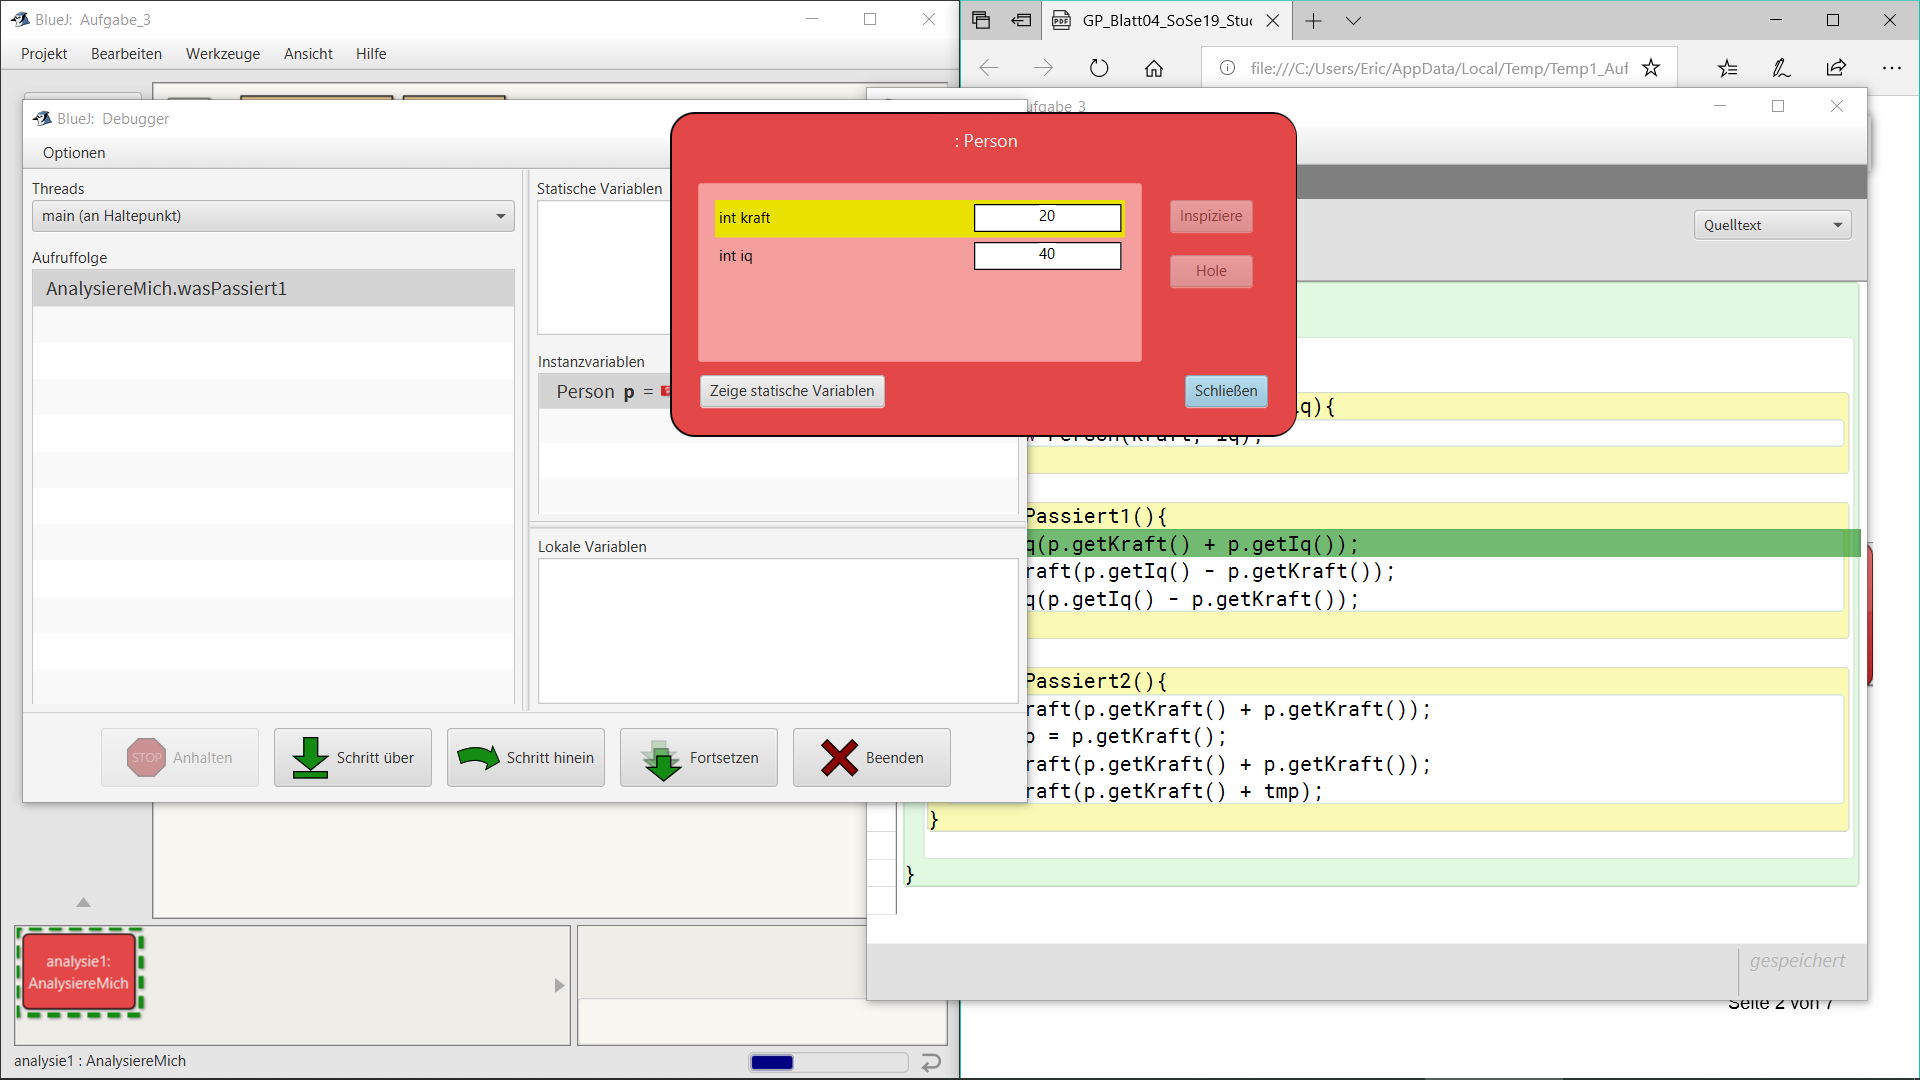 BlueJ: Aufgabe_3
Projekt Bearbeiten Werkzeuge Ansicht Hilfe
GP_Blatt04_SoSe19_Stu
file:///C:/Users/Eric/AppData/Local/Temp/Temp1_Auf
BlueJ: Debugger
Optionen
Threads
main (an Haltepunkt)
Aufruffolge
AnalysiereMich.wasPassiert1
Statische Variablen
Instanzvariablen
Person p =
Lokale Variablen
STOP Anhalten
Schritt über
Schritt hinein
Fortsetzen
Beenden
: Person
int kraft 20
int iq 40
Inspiziere
Hole
Zeige statische Variablen
Schließen
ufgabe_3
Quelltext
q){
Person(kraft, iq);
Passiert1(){
q(p.getKraft() + p.getIq());
raft(p.getIq() - p.getKraft());
q(p.getIq() - p.getKraft());
Passiert2(){
raft(p.getKraft() + p.getKraft());
p = p.getKraft();
raft(p.getKraft() + p.getKraft());
raft(p.getKraft() + tmp);
}
}
gespeichert
Seite 2 von 7
analysie1:
AnalysiereMich
analysie1 : AnalysiereMich